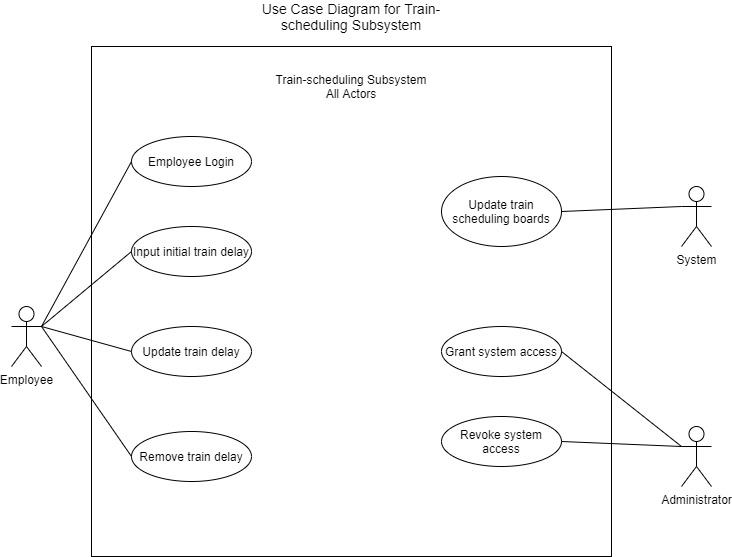 Use Case Diagram for Train-
scheduling Subsystem
Train-scheduling Subsystem
All Actors
Employee Login
Input initial train delay
Update train delay
Remove train delay
Employee
Update train
scheduling boards
System
Grant system access
Revoke system
access
Administrator